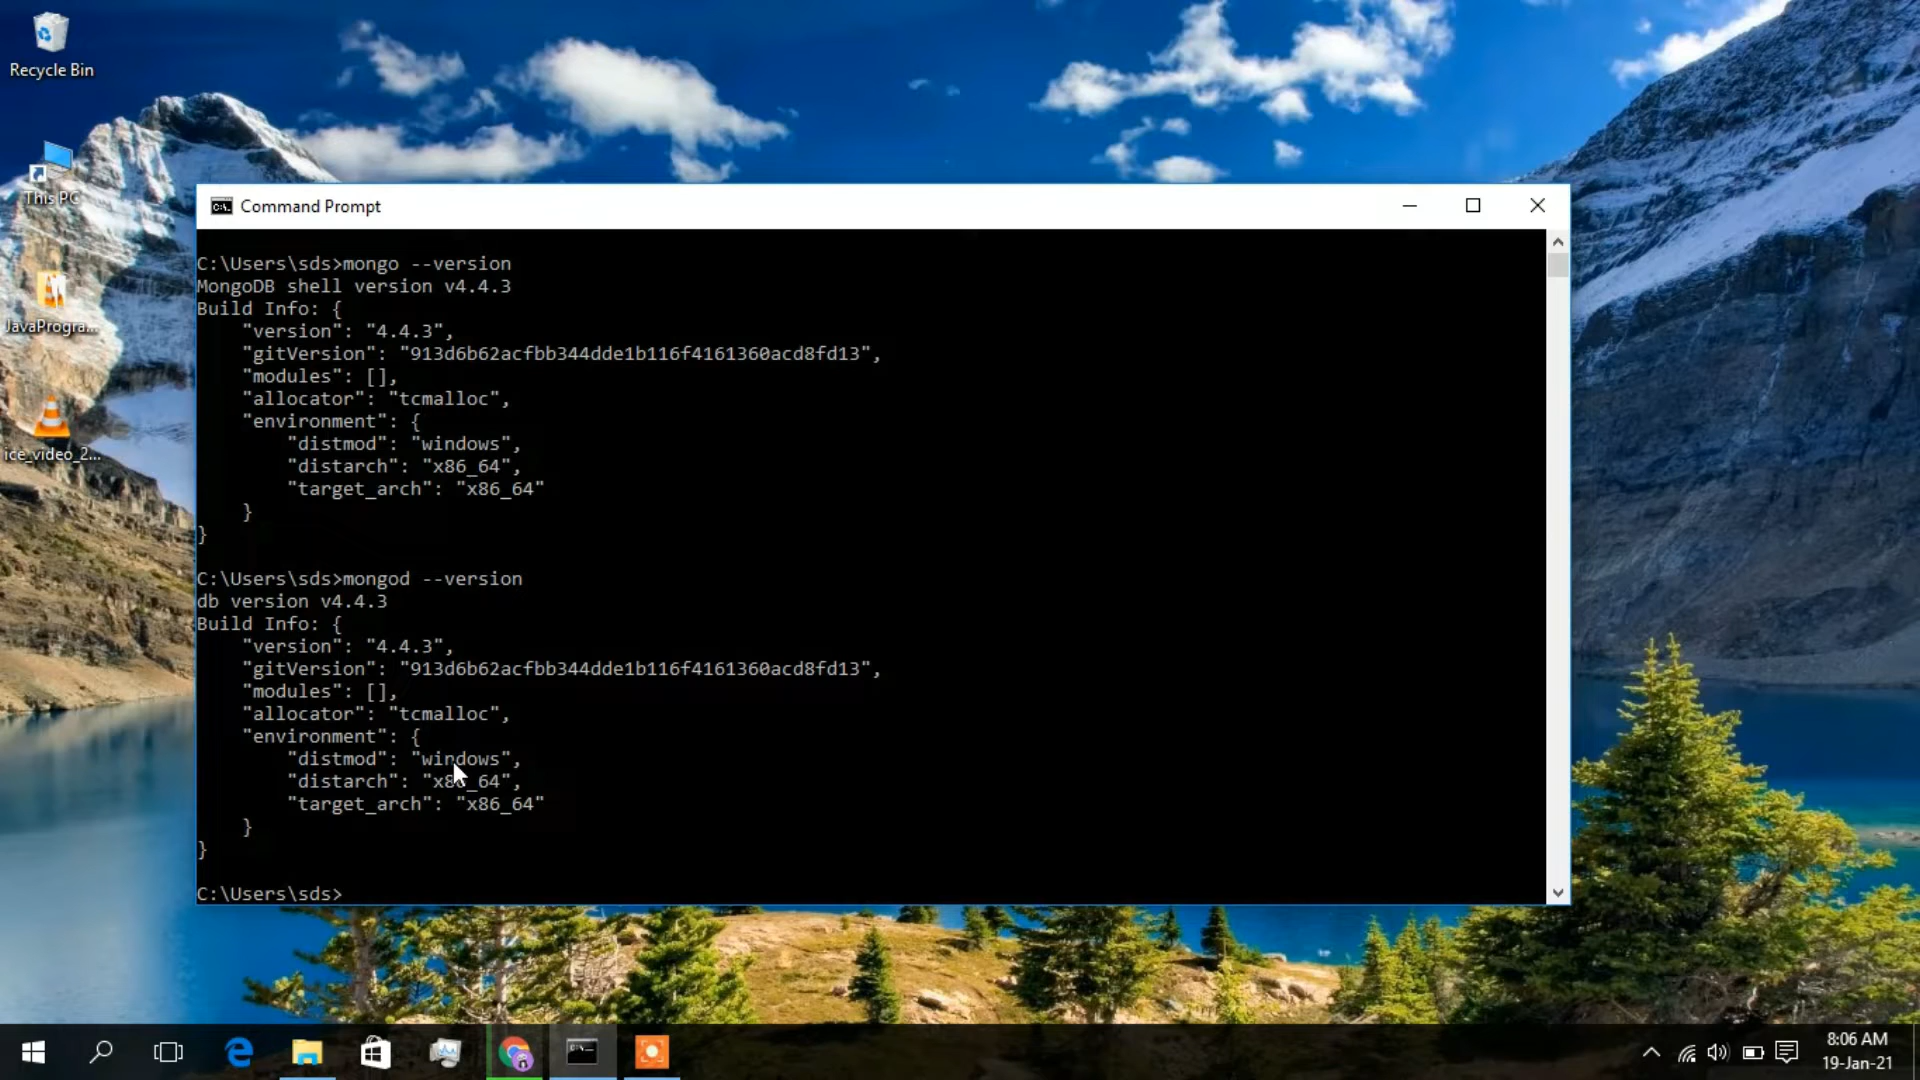 Recycle Bin
This PC
JavaProgra...
ice_video_2...
Command Prompt
C:\Users\sds>mongo --version
MongoDB shell version v4.4.3
Build Info: {
    "version": "4.4.3",
    "gitVersion": "913d6b62acfbb344dde1b116f4161360acd8fd13",
    "modules": [],
    "allocator": "tcmalloc",
    "environment": {
        "distmod": "windows",
        "distarch": "x86_64",
        "target_arch": "x86_64"
    }
}
C:\Users\sds>mongod --version
db version v4.4.3
Build Info: {
    "version": "4.4.3",
    "gitVersion": "913d6b62acfbb344dde1b116f4161360acd8fd13",
    "modules": [],
    "allocator": "tcmalloc",
    "environment": {
        "distmod": "windows",
        "distarch": "x86_64",
        "target_arch": "x86_64"
    }
}
C:\Users\sds>
8:06 AM
19-Jan-21